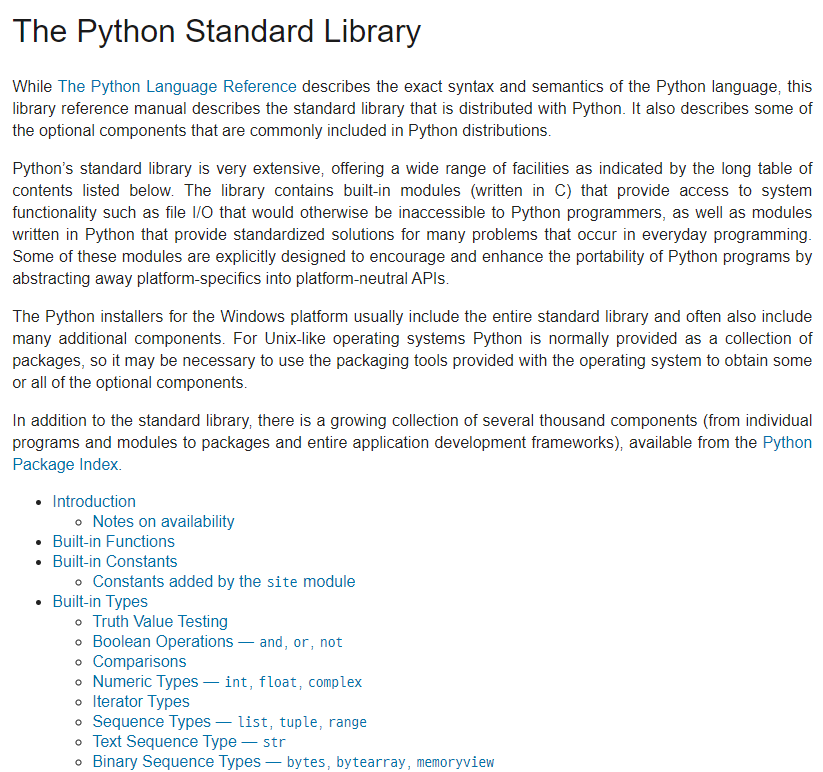 The Python Standard Library
While The Python Language Reference describes the exact syntax and semantics of the Python language, this
library reference manual describes the standard library that is distributed with Python. It also describes some of
the optional components that are commonly included in Python distributions.
Python’s standard library is very extensive, offering a wide range of facilities as indicated by the long table of
contents listed below. The library contains built-in modules (written in C) that provide access to system
functionality such as file I/O that would otherwise be inaccessible to Python programmers, as well as modules
written in Python that provide standardized solutions for many problems that occur in everyday programming.
Some of these modules are explicitly designed to encourage and enhance the portability of Python programs by
abstracting away platform-specifics into platform-neutral APIs.
The Python installers for the Windows platform usually include the entire standard library and often also include
many additional components. For Unix-like operating systems Python is normally provided as a collection of
packages, so it may be necessary to use the packaging tools provided with the operating system to obtain some
or all of the optional components.
In addition to the standard library, there is a growing collection of several thousand components (from individual
programs and modules to packages and entire application development frameworks), available from the Python
Package Index.
• Introduction
◦ Notes on availability
• Built-in Functions
• Built-in Constants
◦ Constants added by the site module
• Built-in Types
◦ Truth Value Testing
◦ Boolean Operations — and, or, not
◦ Comparisons
◦ Numeric Types — int, float, complex
◦ Iterator Types
◦ Sequence Types — list, tuple, range
◦ Text Sequence Type — str
◦ Binary Sequence Types — bytes, bytearray, memoryview